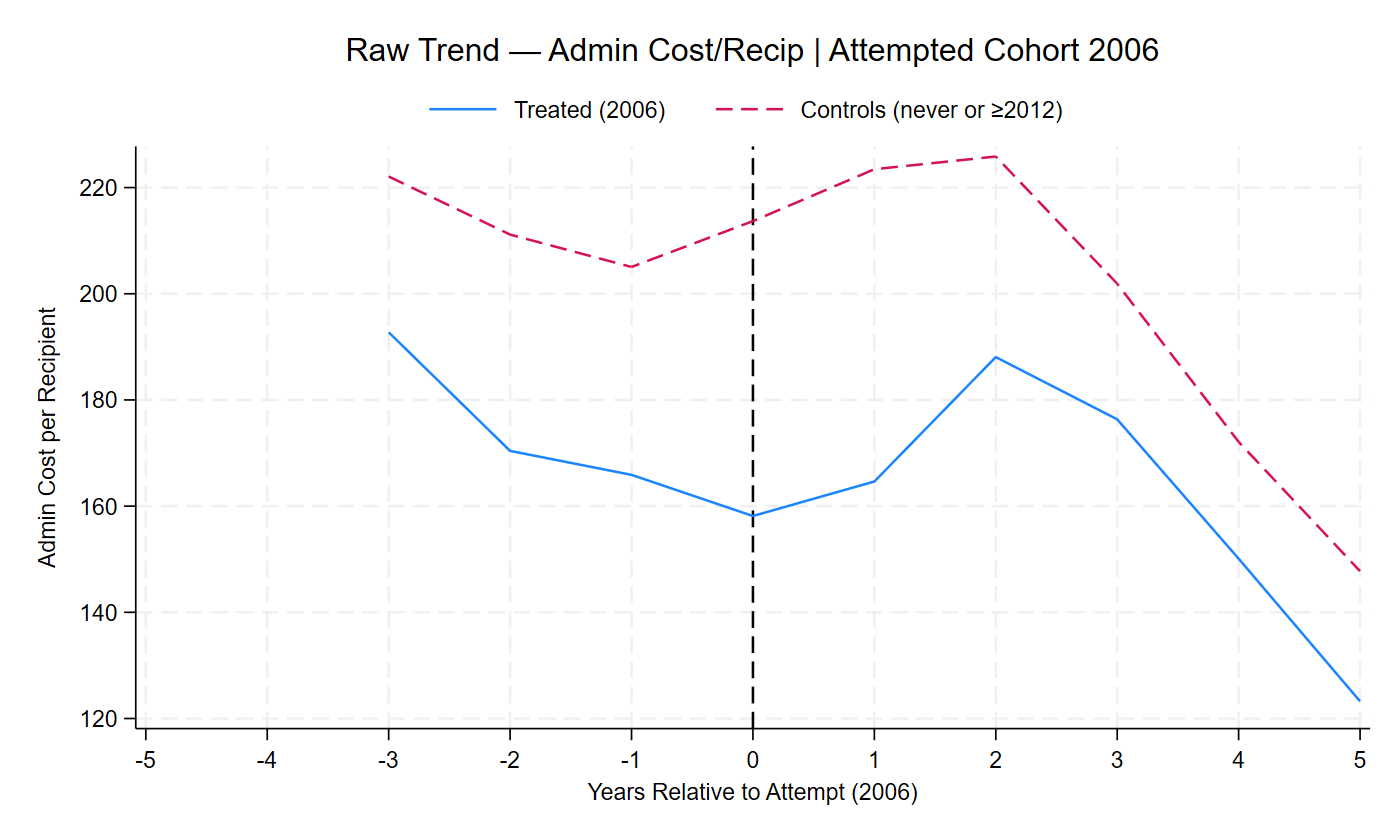 Raw Trend — Admin Cost/Recip | Attempted Cohort 2006
Treated (2006)
Controls (never or ≥2012)
Admin Cost per Recipient
220
200
180
160
140
120
-5 -4 -3 -2 -1 0 1 2 3 4 5
Years Relative to Attempt (2006)